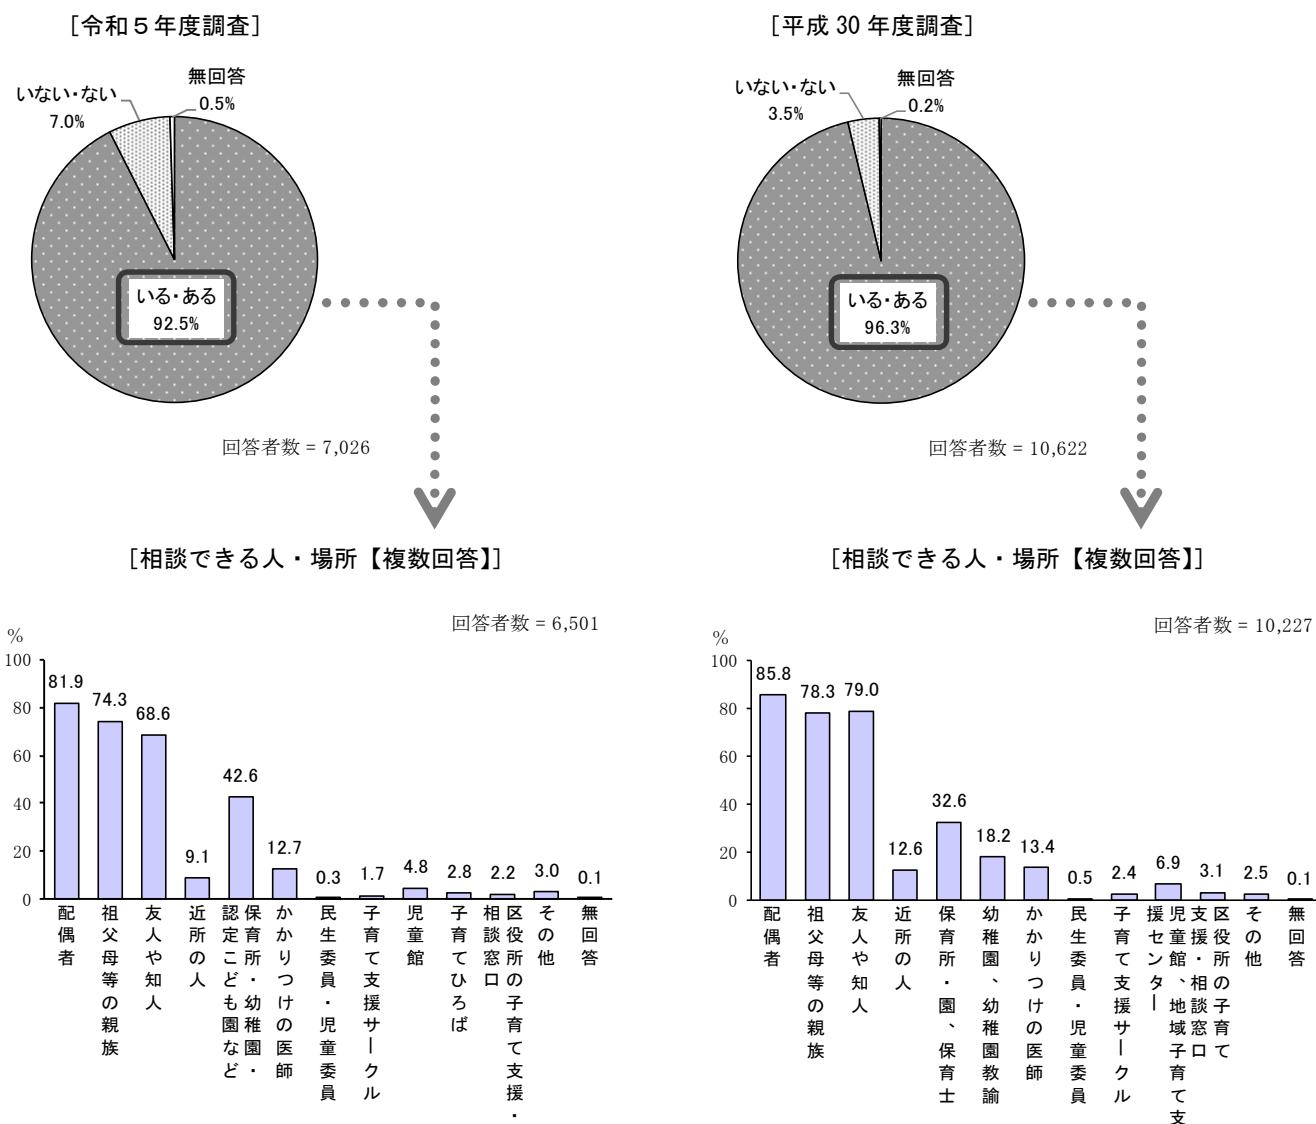 ［令和５年度調査］
無回答
0.5%
いない・ない
7.0%
いる・ある
92.5%
回答者数 = 7,026
［相談できる人・場所【複数回答】］
回答者数 = 6,501
%
100
80
60
40
20
0
81.9
74.3
68.6
9.1
42.6
12.7
0.3
1.7
4.8
2.8
2.2
3.0
0.1
配偶者
祖父母等の親族
友人や知人
近所の人
保育所・幼稚園・
認定こども園など
かかりつけの医師
民生委員・児童委員
子育て支援サークル
児童館
子育てひろば
区役所の子育て支援・
相談窓口
その他
無回答
［平成 30 年度調査］
無回答
0.2%
いない・ない
3.5%
いる・ある
96.3%
回答者数 = 10,622
［相談できる人・場所【複数回答】］
回答者数 = 10,227
%
100
80
60
40
20
0
85.8
78.3
79.0
12.6
32.6
18.2
13.4
0.5
2.4
6.9
3.1
2.5
0.1
配偶者
祖父母等の親族
友人や知人
近所の人
保育所・園、保育士
幼稚園、幼稚園教諭
かかりつけの医師
民生委員・児童委員
子育て支援サークル
児童館、地域子育て支
援センター
区役所の子育て
支援・相談窓口
その他
無回答